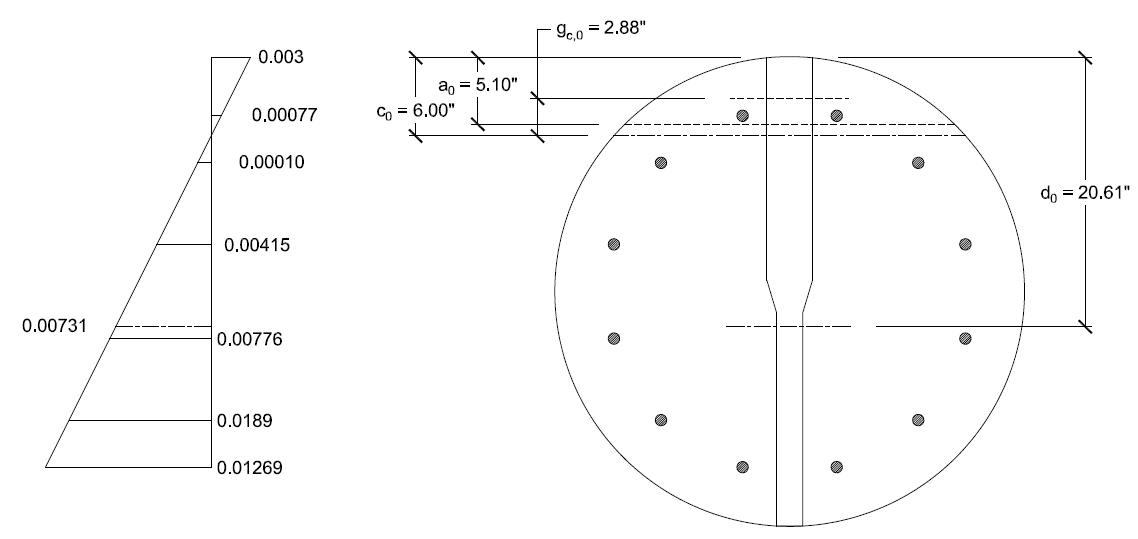 0.003
0.00077
0.00010
0.00415
0.00731
0.00776
0.0189
0.01269
g_c,0 = 2.88"
a_0 = 5.10"
c_0 = 6.00"
d_0 = 20.61"